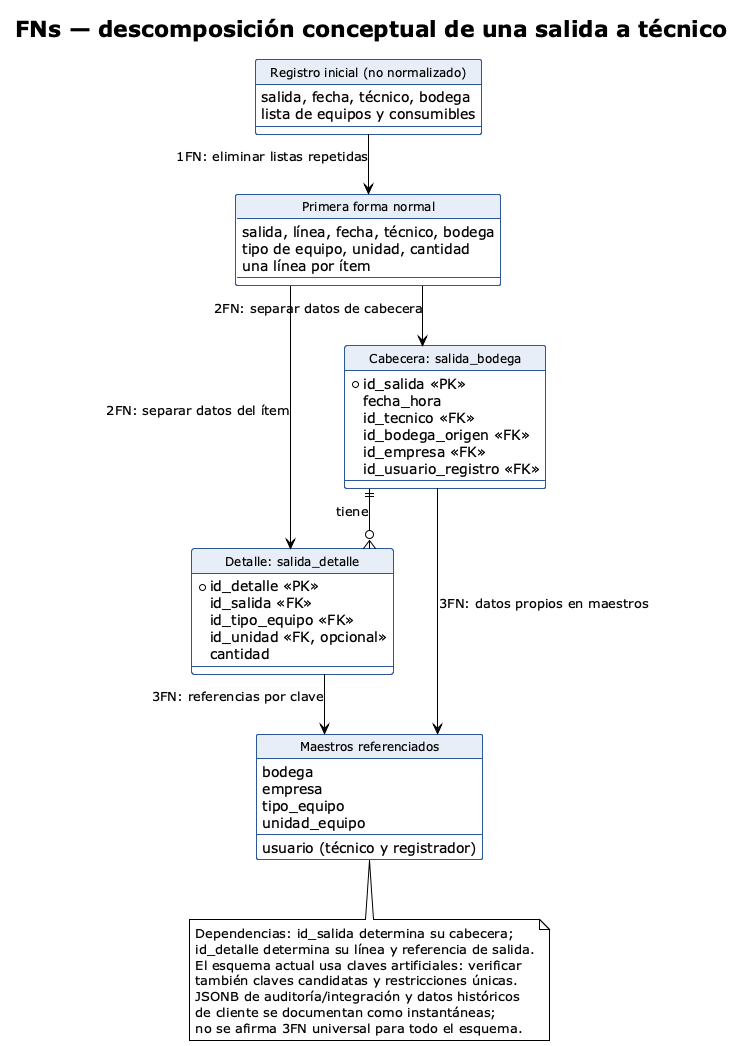 FNs — descomposición conceptual de una salida a técnico
Registro inicial (no normalizado)
salida, fecha, técnico, bodega
lista de equipos y consumibles
1FN: eliminar listas repetidas
Primera forma normal
salida, línea, fecha, técnico, bodega
tipo de equipo, unidad, cantidad
una línea por ítem
2FN: separar datos de cabecera
Cabecera: salida_bodega
id_salida «PK»
fecha_hora
id_tecnico «FK»
id_bodega_origen «FK»
id_empresa «FK»
id_usuario_registro «FK»
2FN: separar datos del ítem
tiene
Detalle: salida_detalle
id_detalle «PK»
id_salida «FK»
id_tipo_equipo «FK»
id_unidad «FK, opcional»
cantidad
3FN: datos propios en maestros
3FN: referencias por clave
Maestros referenciados
bodega
empresa
tipo_equipo
unidad_equipo
usuario (técnico y registrador)
Dependencias: id_salida determina su cabecera;
id_detalle determina su línea y referencia de salida.
El esquema actual usa claves artificiales: verificar
también claves candidatas y restricciones únicas.
JSONB de auditoría/integración y datos históricos
de cliente se documentan como instantáneas;
no se afirma 3FN universal para todo el esquema.